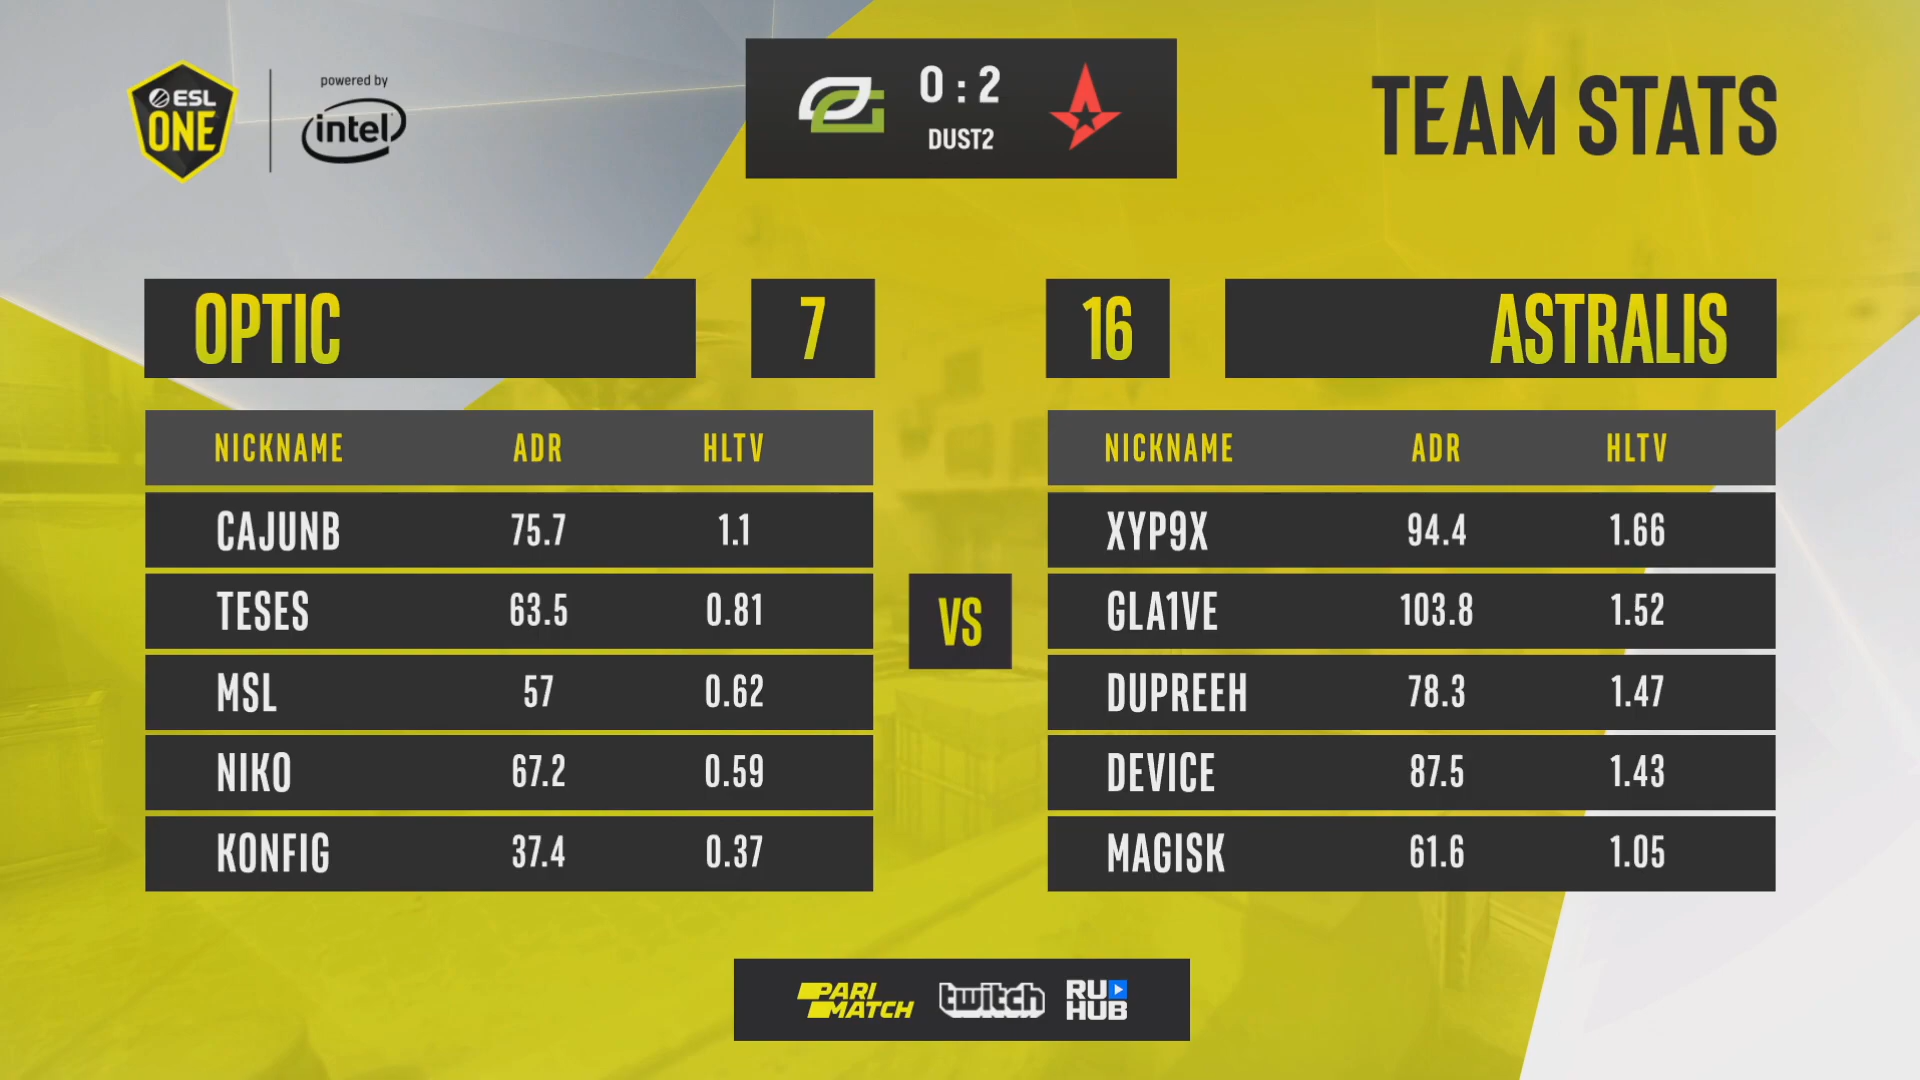 ESL
ONE
powered by
intel
0 : 2
DUST2
TEAM STATS
OPTIC 7
16 ASTRALIS
NICKNAME ADR HLTV
CAJUNB 75.7 1.1
TESES 63.5 0.81
MSL 57 0.62
NIKO 67.2 0.59
KONFIG 37.4 0.37
VS
NICKNAME ADR HLTV
XYP9X 94.4 1.66
GLA1VE 103.8 1.52
DUPREEH 78.3 1.47
DEVICE 87.5 1.43
MAGISK 61.6 1.05
PARI
MATCH
twitch
RU
HUB